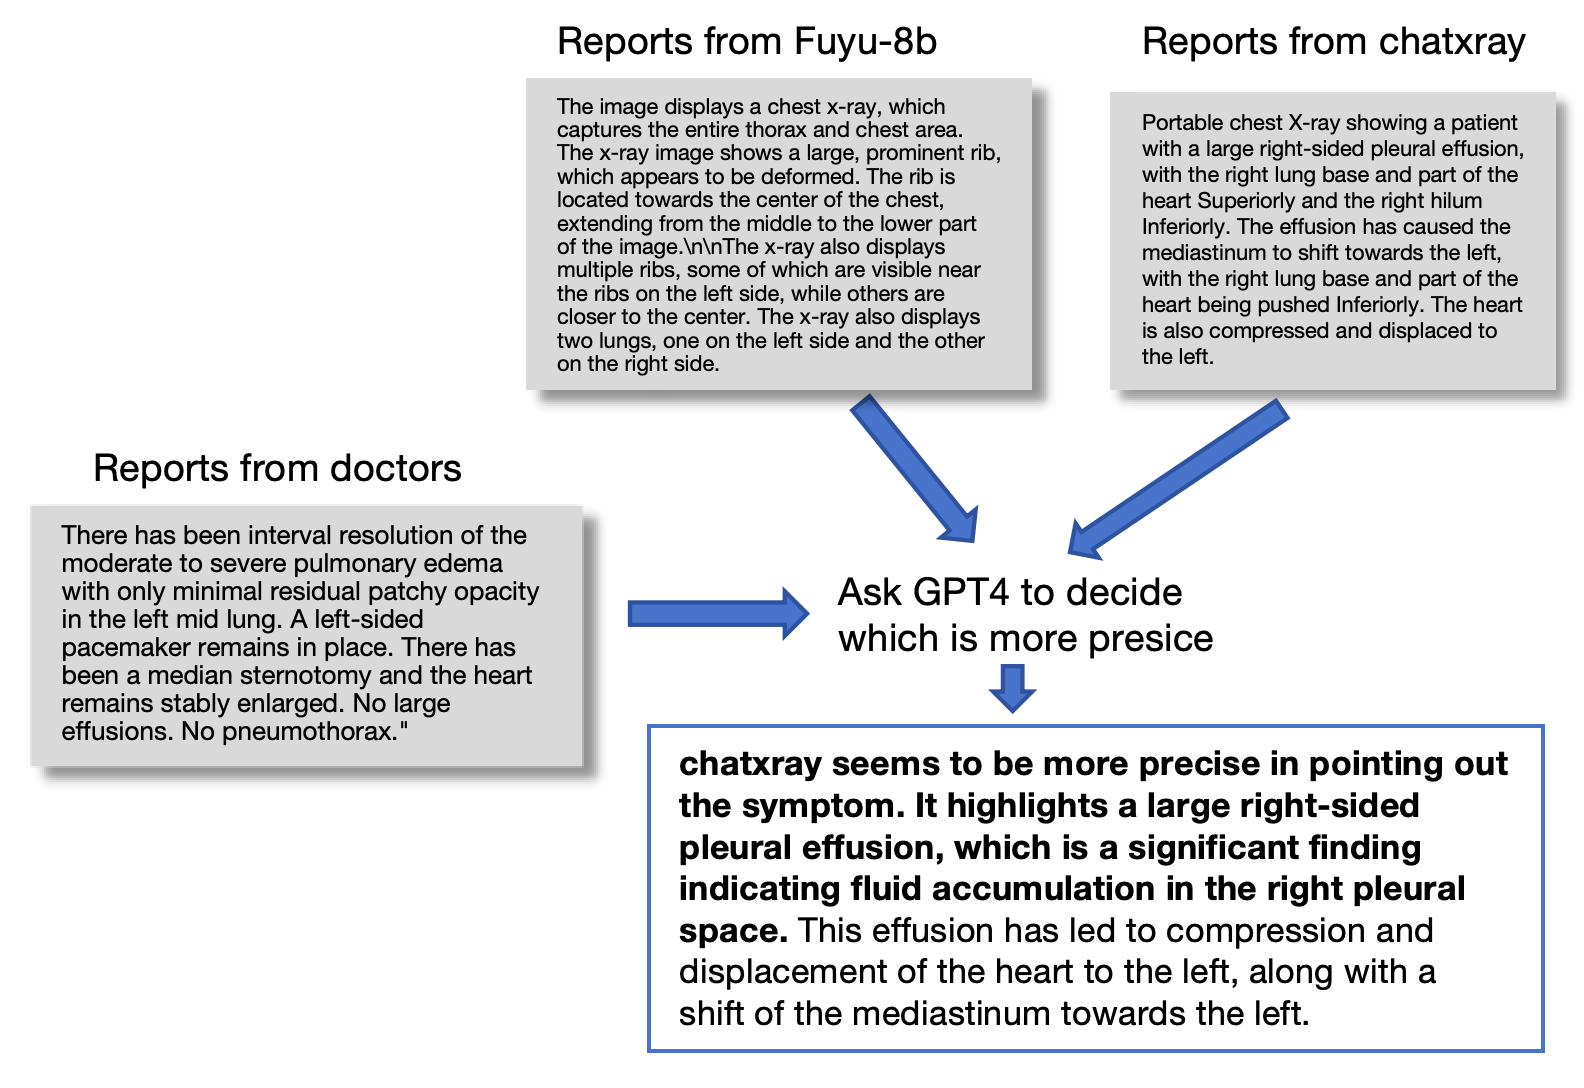 Reports from Fuyu-8b
The image displays a chest x-ray, which
captures the entire thorax and chest area.
The x-ray image shows a large, prominent rib,
which appears to be deformed. The rib is
located towards the center of the chest,
extending from the middle to the lower part
of the image.\n\nThe x-ray also displays
multiple ribs, some of which are visible near
the ribs on the left side, while others are
closer to the center. The x-ray also displays
two lungs, one on the left side and the other
on the right side.
Reports from chatxray
Portable chest X-ray showing a patient
with a large right-sided pleural effusion,
with the right lung base and part of the
heart Superiorly and the right hilum
Inferiorly. The effusion has caused the
mediastinum to shift towards the left,
with the right lung base and part of the
heart being pushed Inferiorly. The heart
is also compressed and displaced to
the left.
Reports from doctors
There has been interval resolution of the
moderate to severe pulmonary edema
with only minimal residual patchy opacity
in the left mid lung. A left-sided
pacemaker remains in place. There has
been a median sternotomy and the heart
remains stably enlarged. No large
effusions. No pneumothorax."
Ask GPT4 to decide
which is more presice
chatxray seems to be more precise in pointing out
the symptom. It highlights a large right-sided
pleural effusion, which is a significant finding
indicating fluid accumulation in the right pleural
space. This effusion has led to compression and
displacement of the heart to the left, along with a
shift of the mediastinum towards the left.